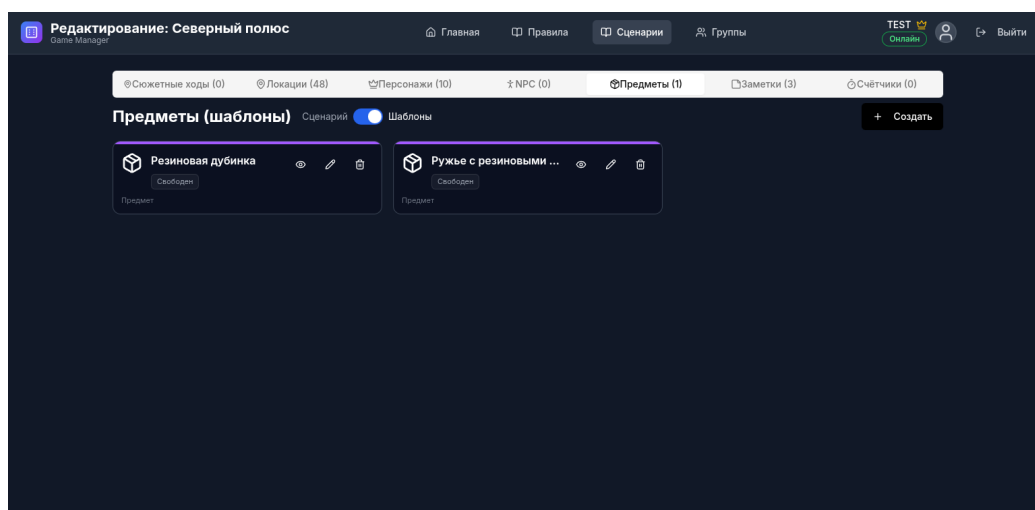 Редактирование: Северный полюс
Game Manager
Главная
Правила
Сценарии
Группы
TEST
Онлайн
Выйти
Сюжетные ходы (0)
Локации (48)
Персонажи (10)
NPC (0)
Предметы (1)
Заметки (3)
Счётчики (0)
Предметы (шаблоны)
Сценарий
Шаблоны
+ Создать
Резиновая дубинка
Свободен
Предмет
Ружье с резиновыми ...
Свободен
Предмет